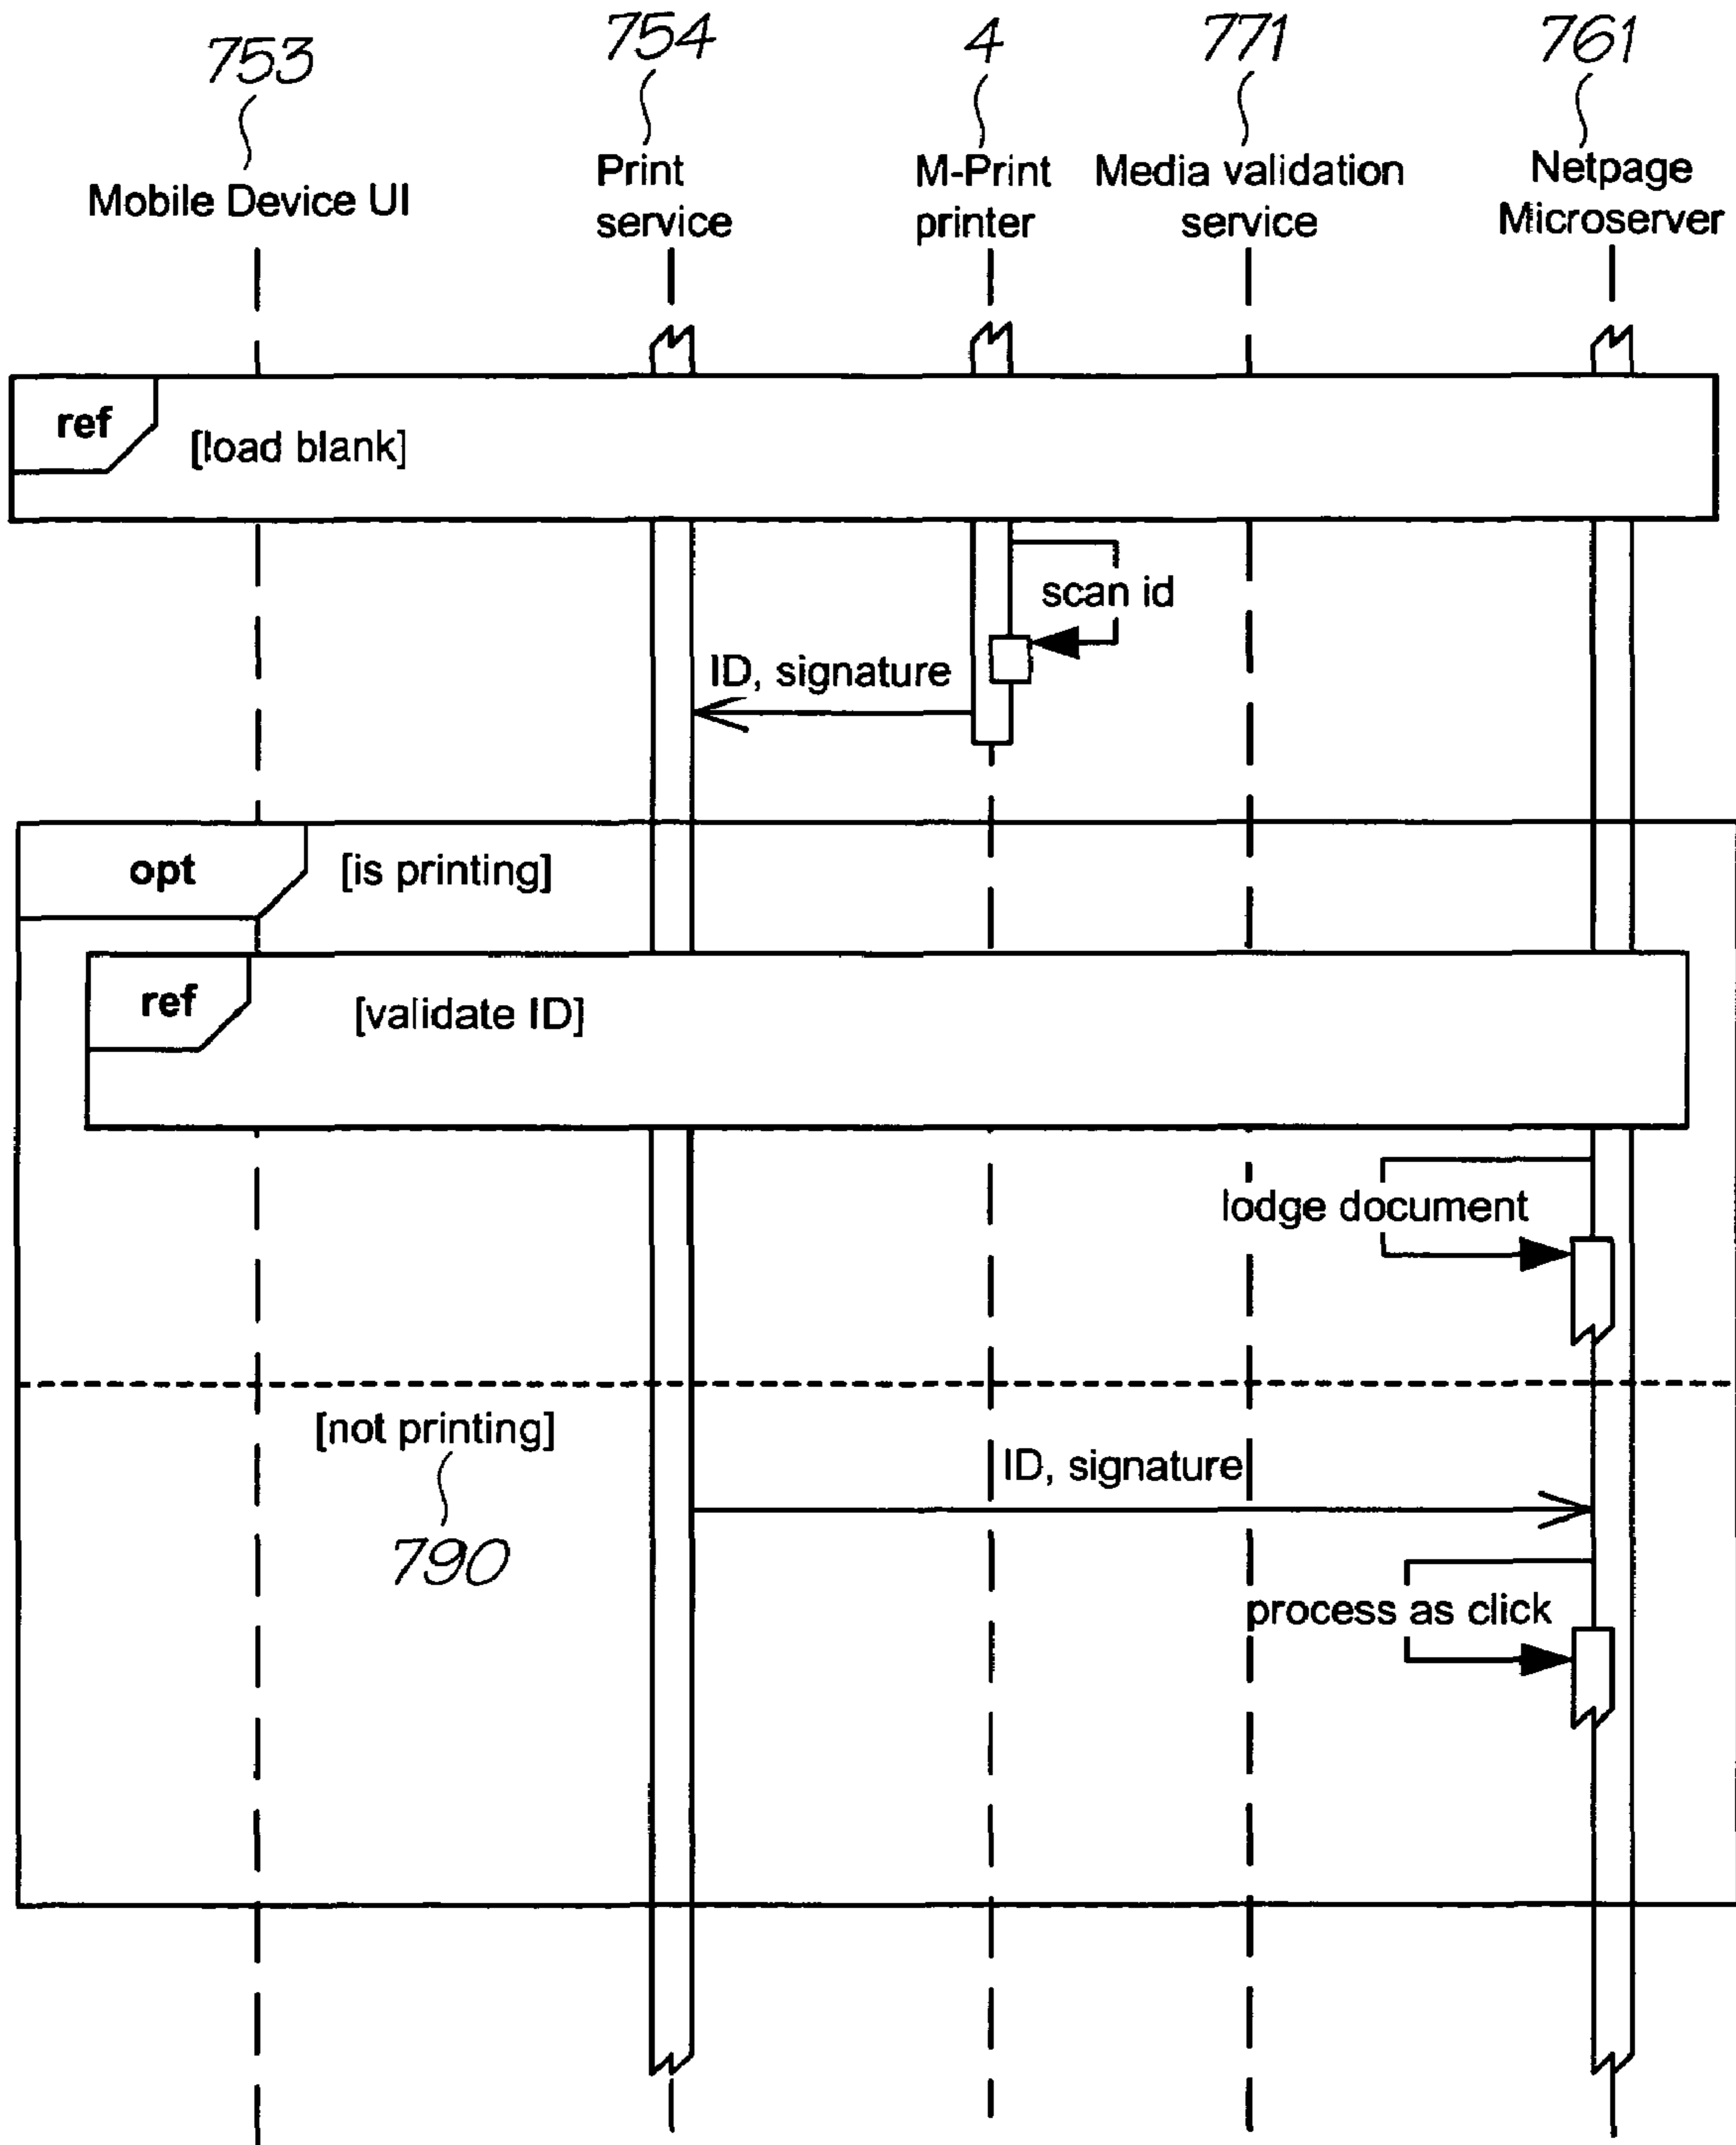 753
754
4
771
761
Mobile Device UI
Print
service
M-Print
printer
Media validation
service
Netpage
Microserver
ref
[load blank]
scan id
ID, signature
opt
[is printing]
ref
[validate ID]
lodge document
[not printing]
ID, signature
790
process as click